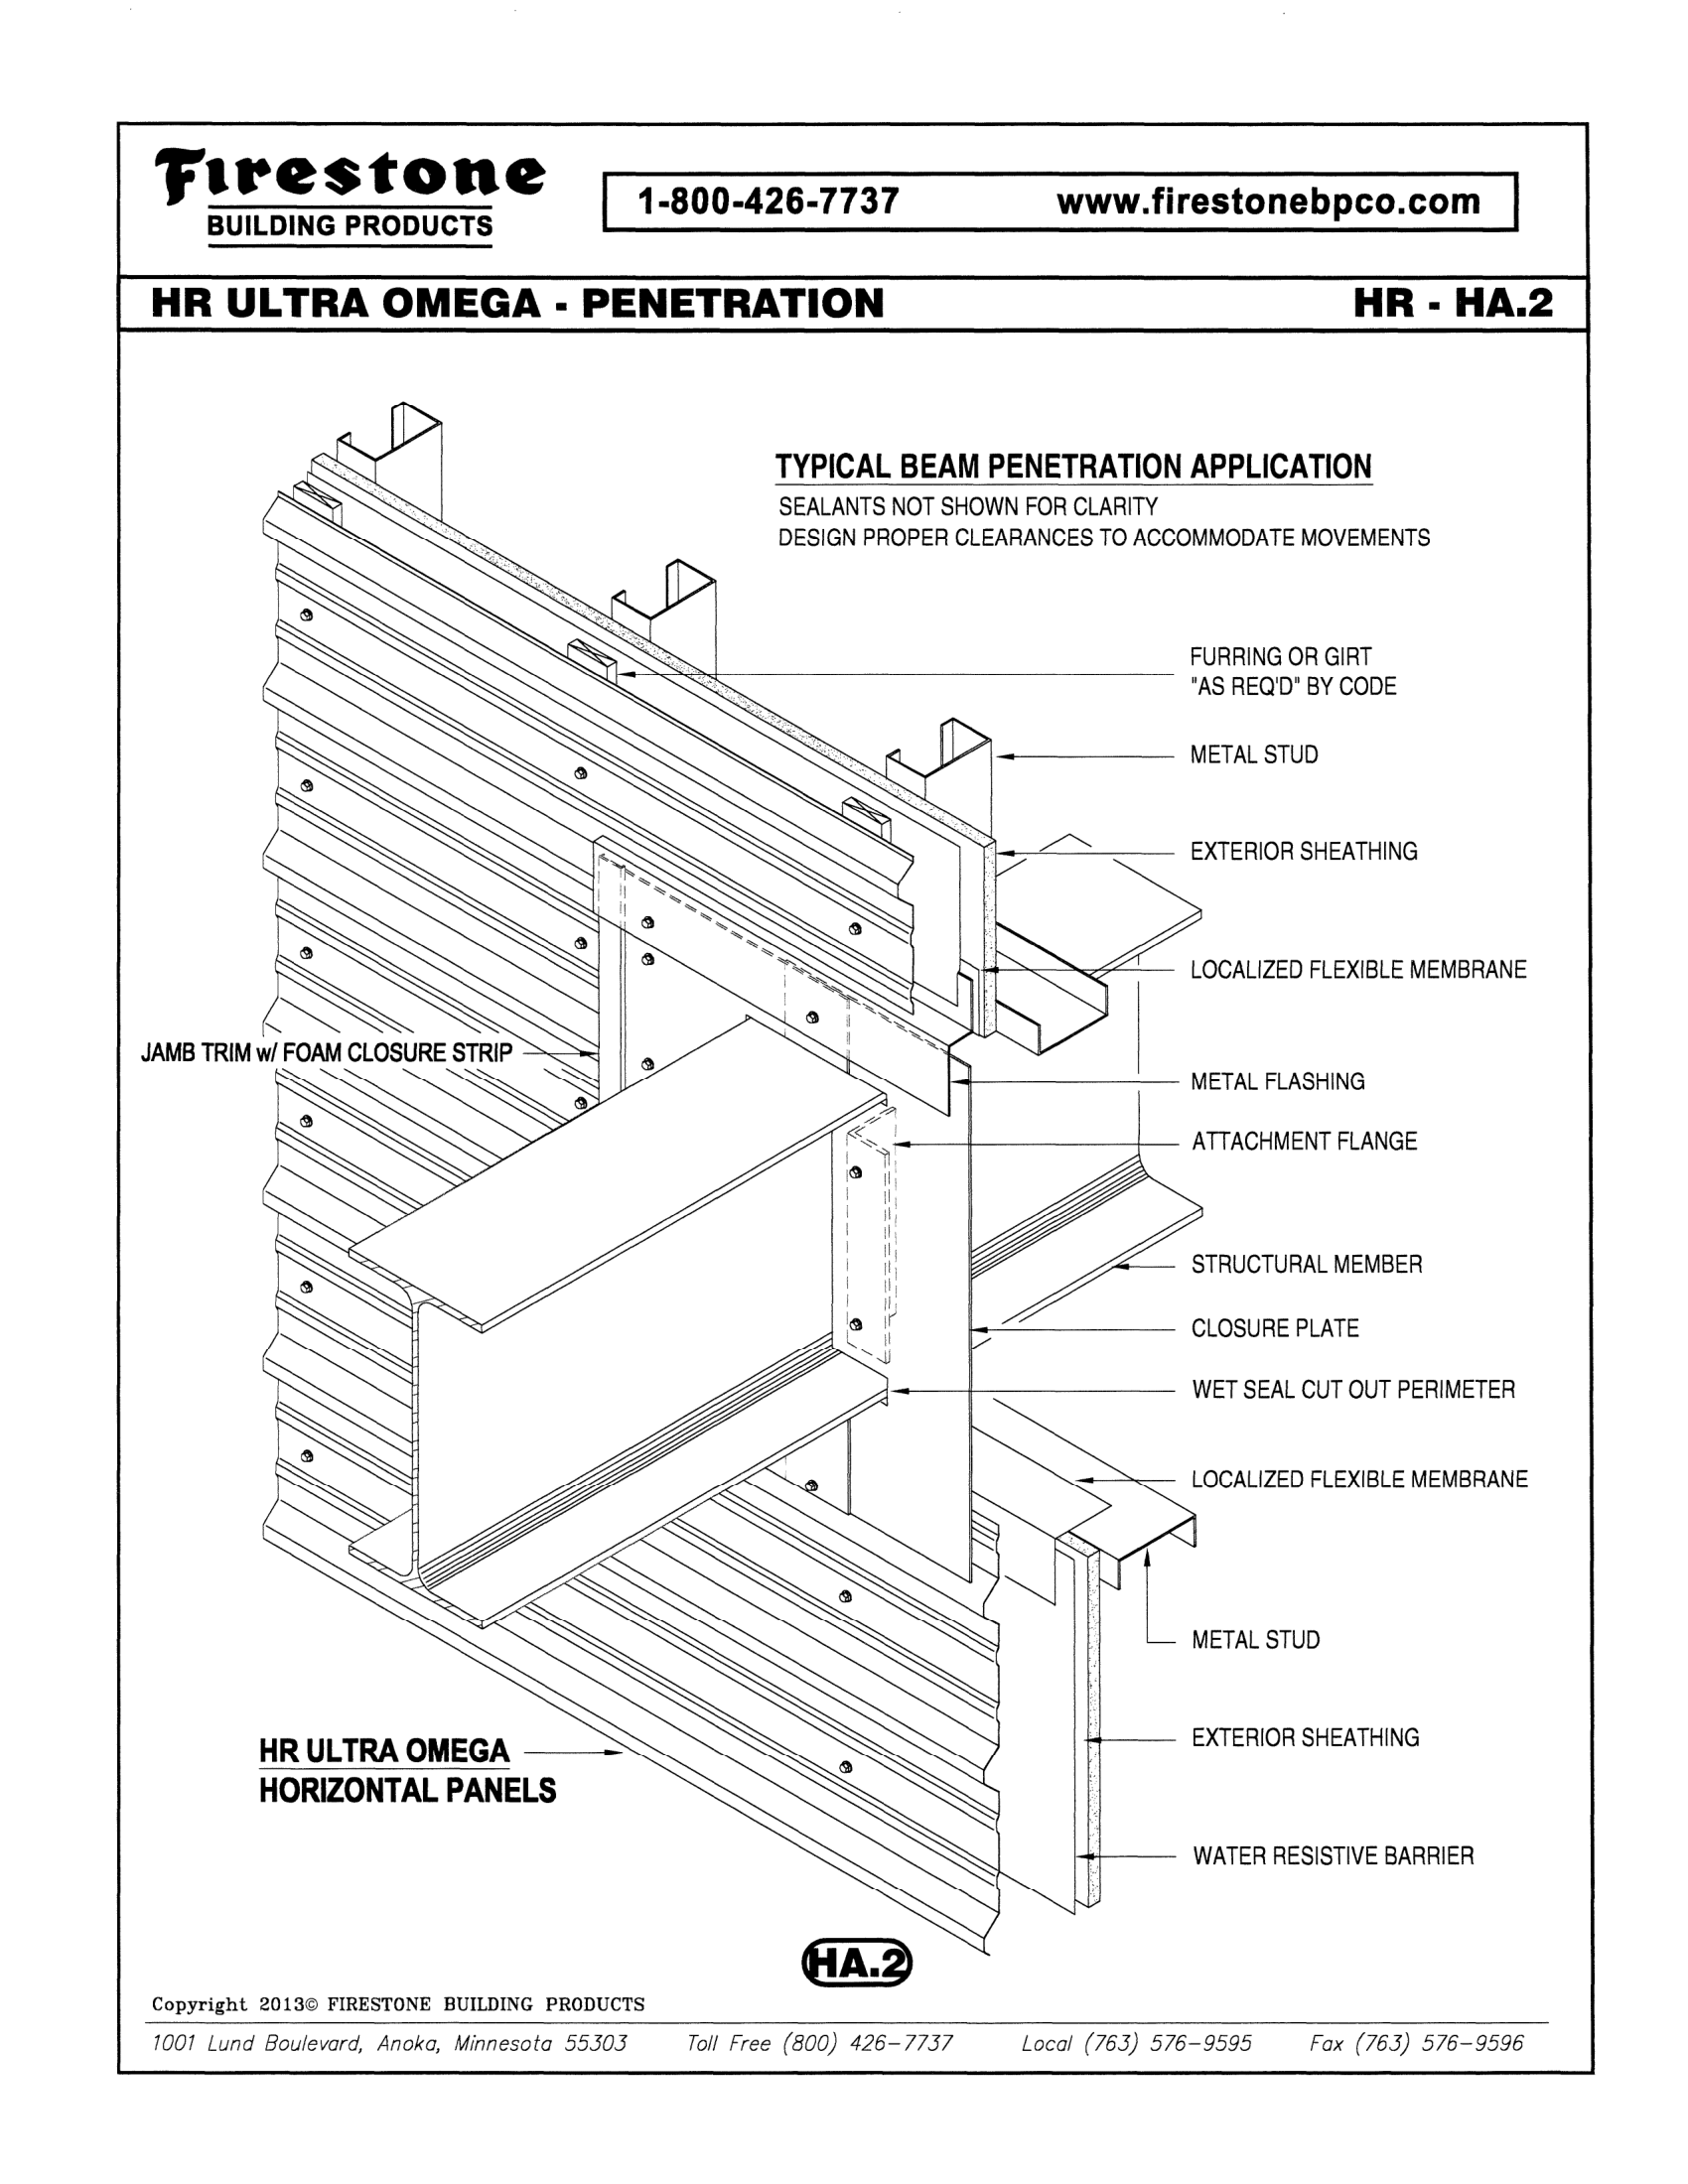 Firestone
BUILDING PRODUCTS
1-800-426-7737 www.firestonebpco.com
HR ULTRA OMEGA - PENETRATION HR - HA.2
TYPICAL BEAM PENETRATION APPLICATION
SEALANTS NOT SHOWN FOR CLARITY
DESIGN PROPER CLEARANCES TO ACCOMMODATE MOVEMENTS
FURRING OR GIRT
"AS REQ'D" BY CODE
METAL STUD
EXTERIOR SHEATHING
LOCALIZED FLEXIBLE MEMBRANE
JAMB TRIM w/ FOAM CLOSURE STRIP
METAL FLASHING
ATTACHMENT FLANGE
STRUCTURAL MEMBER
CLOSURE PLATE
WET SEAL CUT OUT PERIMETER
LOCALIZED FLEXIBLE MEMBRANE
METAL STUD
EXTERIOR SHEATHING
HR ULTRA OMEGA
HORIZONTAL PANELS
WATER RESISTIVE BARRIER
HA.2
Copyright 2013© FIRESTONE BUILDING PRODUCTS
1001 Lund Boulevard, Anoka, Minnesota 55303 Toll Free (800) 426-7737 Local (763) 576-9595 Fax (763) 576-9596